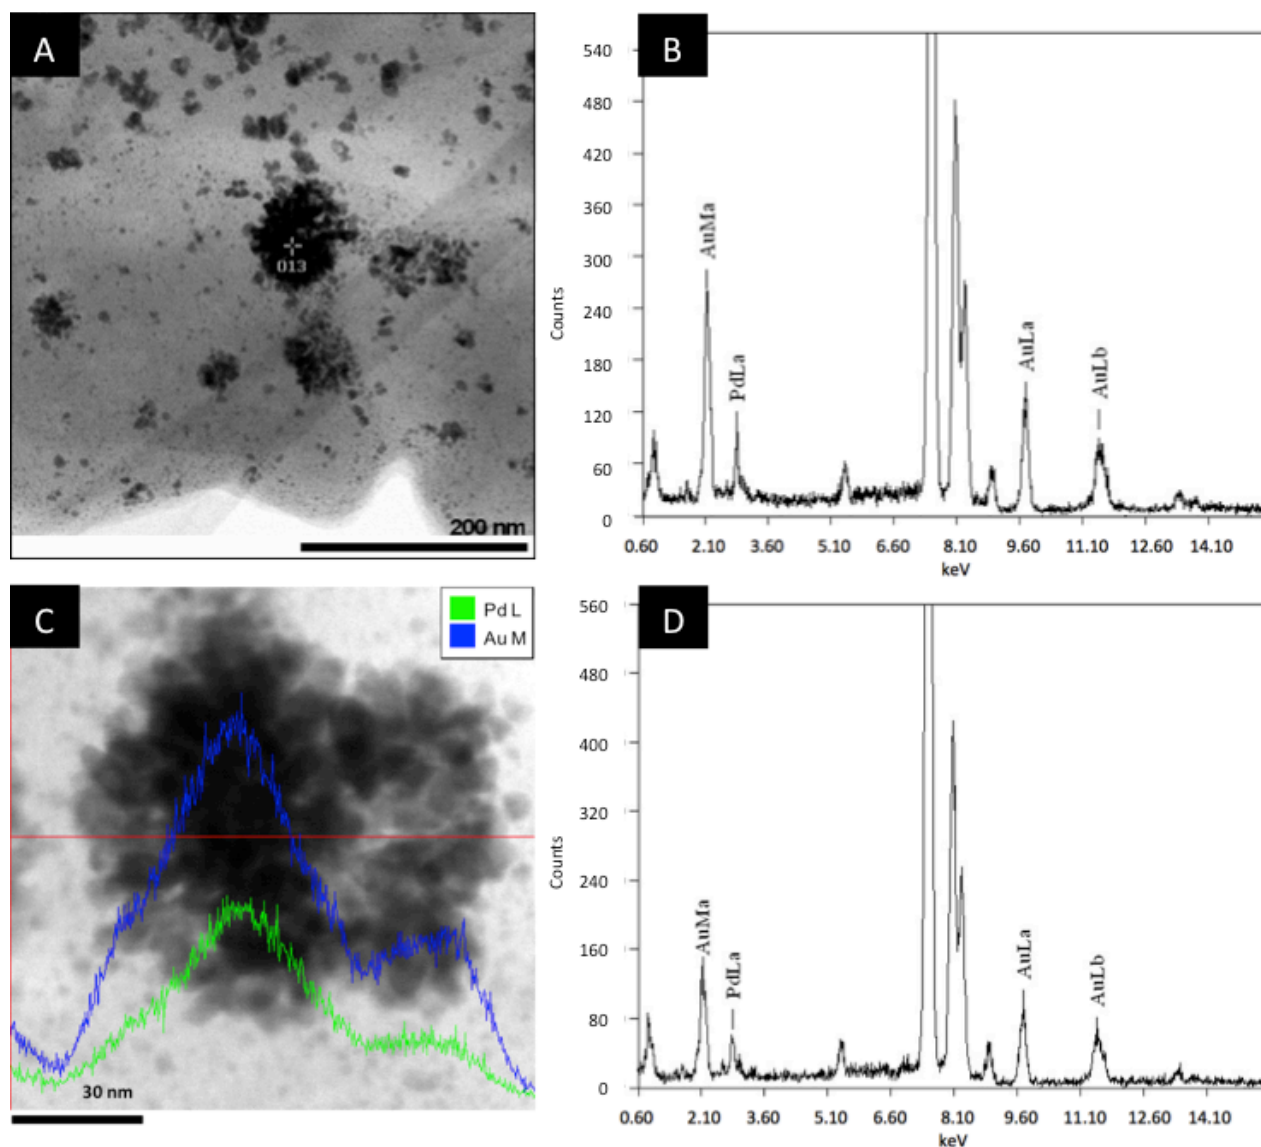 A
013
200 nm
B
540
480
420
360
300
240
180
120
60
0
Counts
AuMa
PdLa
AuLa
AuLb
0.60 2.10 3.60 5.10 6.60 8.10 9.60 11.10 12.60 14.10
keV
C
Pd L
Au M
30 nm
D
560
480
400
320
240
160
80
0
Counts
AuMa
PdLa
AuLa
AuLb
0.60 2.10 3.60 5.10 6.60 8.10 9.60 11.10 12.60 14.10
keV